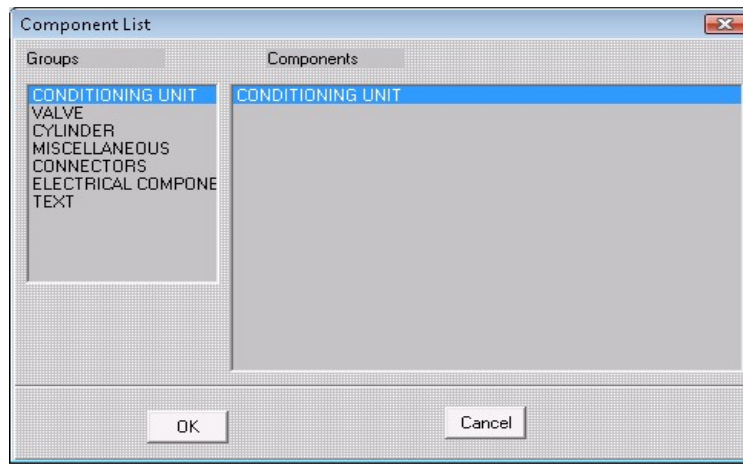 Component List
Groups
Components
CONDITIONING UNIT
VALVE
CYLINDER
MISCELLANEOUS
CONNECTORS
ELECTRICAL COMPONE
TEXT
CONDITIONING UNIT
OK
Cancel